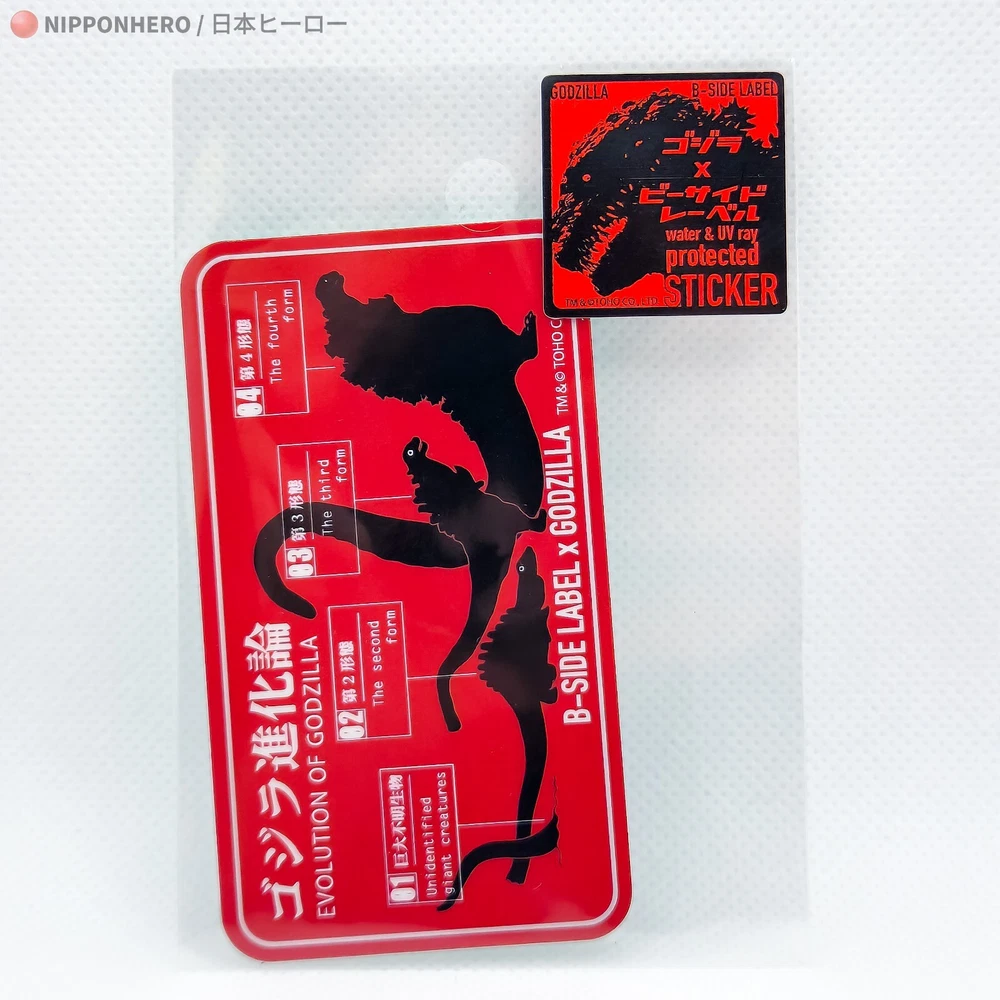 NIPPONHERO / 日本ヒーロー
GODZILLA
B-SIDE LABEL
ゴジラ
x
ビーサイド
レーベル
water & UV ray
protected
STICKER
TM&©TOHO CO., LTD.
ゴジラ進化論
EVOLUTION OF GODZILLA
01 巨大不明生物
Unidentified
giant creatures
02 第2形態
The second
form
03 第3形態
The third
form
04 第4形態
The fourth
form
B-SIDE LABEL x GODZILLA
TM&© TOHO C